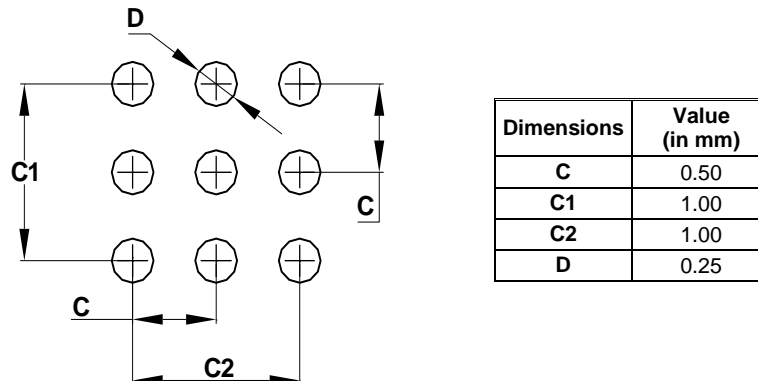 D
C1
C
C
C2
Dimensions Value (in mm)
C 0.50
C1 1.00
C2 1.00
D 0.25